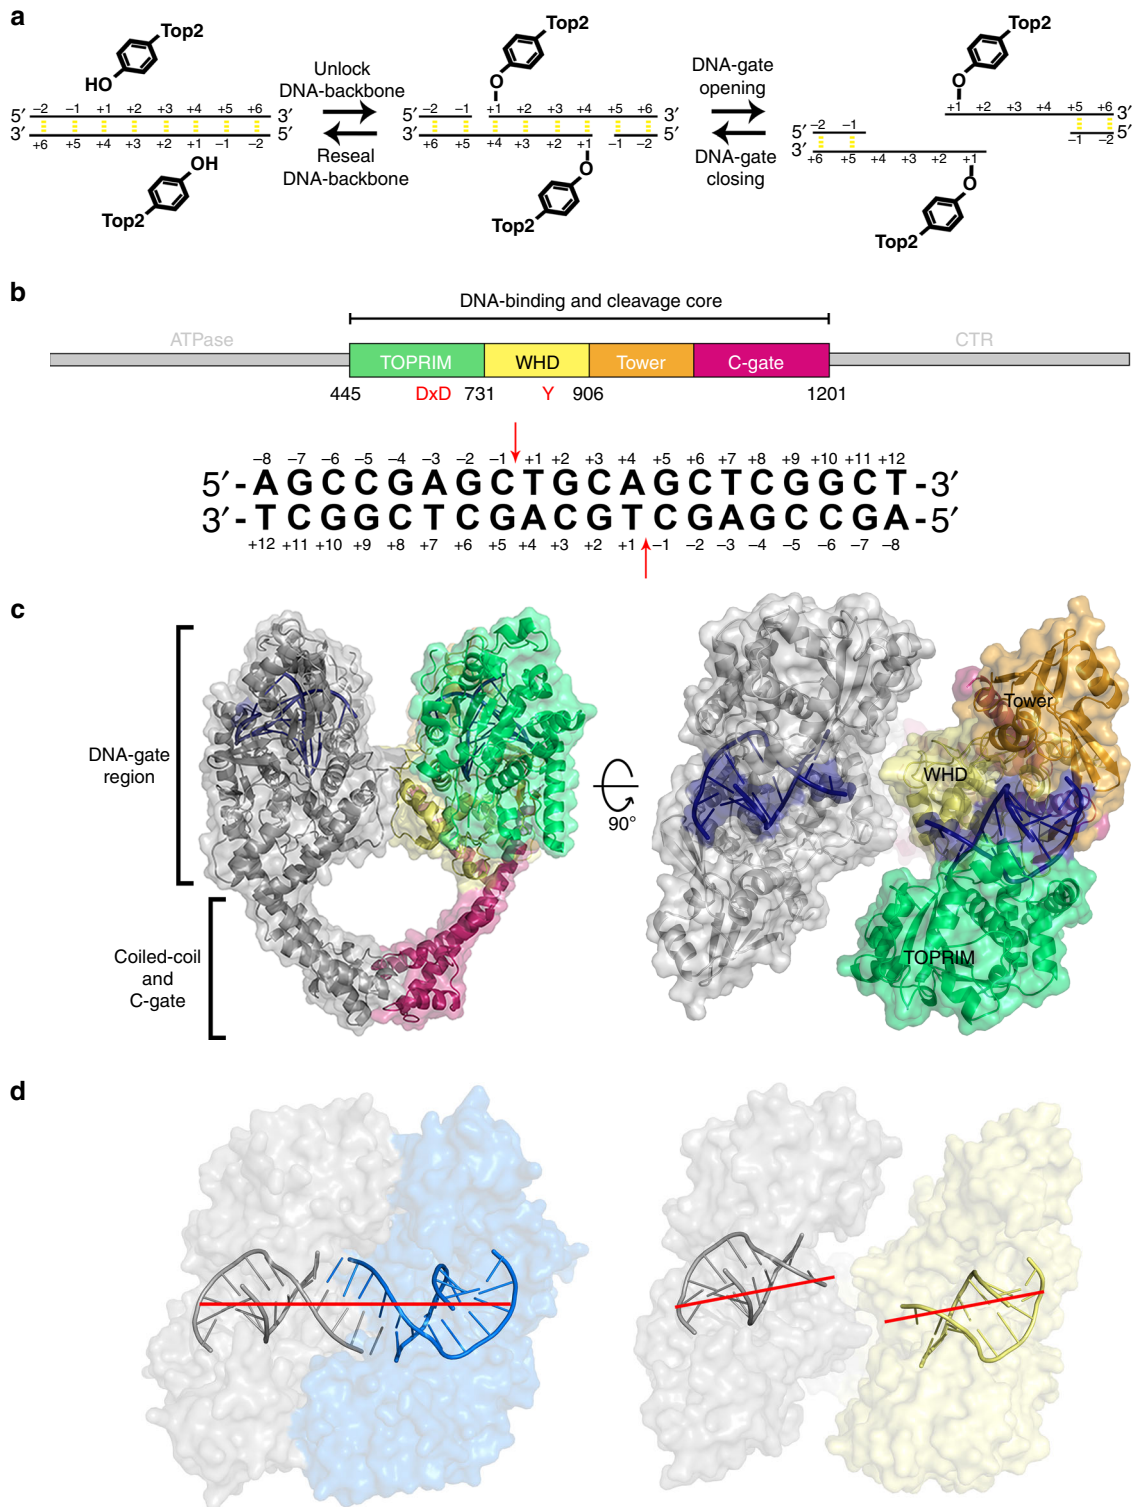 a
Top2
HO
5′ −2 −1 +1 +2 +3 +4 +5 +6 3′
3′ +6 +5 +4 +3 +2 +1 −1 −2 5′
OH
Top2
Unlock
DNA-backbone
Reseal
DNA-backbone
Top2
O
5′ −2 −1 +1 +2 +3 +4 +5 +6 3′
3′ +6 +5 +4 +3 +2 +1 −1 −2 5′
O
Top2
DNA-gate
opening
DNA-gate
closing
Top2
O
+1 +2 +3 +4 +5 +6 3′
5′ −2 −1
−1 −2 5′
3′ +6 +5 +4 +3 +2 +1
O
Top2
b
DNA-binding and cleavage core
ATPase
CTR
TOPRIM WHD Tower C-gate
445 DxD 731 Y 906 1201
−8 −7 −6 −5 −4 −3 −2 −1 +1 +2 +3 +4 +5 +6 +7 +8 +9 +10 +11 +12
5′-AGCCGAGCTGCAGCTCGGCT-3′
3′-TCGGCTCGACGTCGAGCCGA-5′
+12 +11 +10 +9 +8 +7 +6 +5 +4 +3 +2 +1 −1 −2 −3 −4 −5 −6 −7 −8
c
DNA-gate
region
Coiled-coil
and
C-gate
90°
Tower
WHD
TOPRIM
d